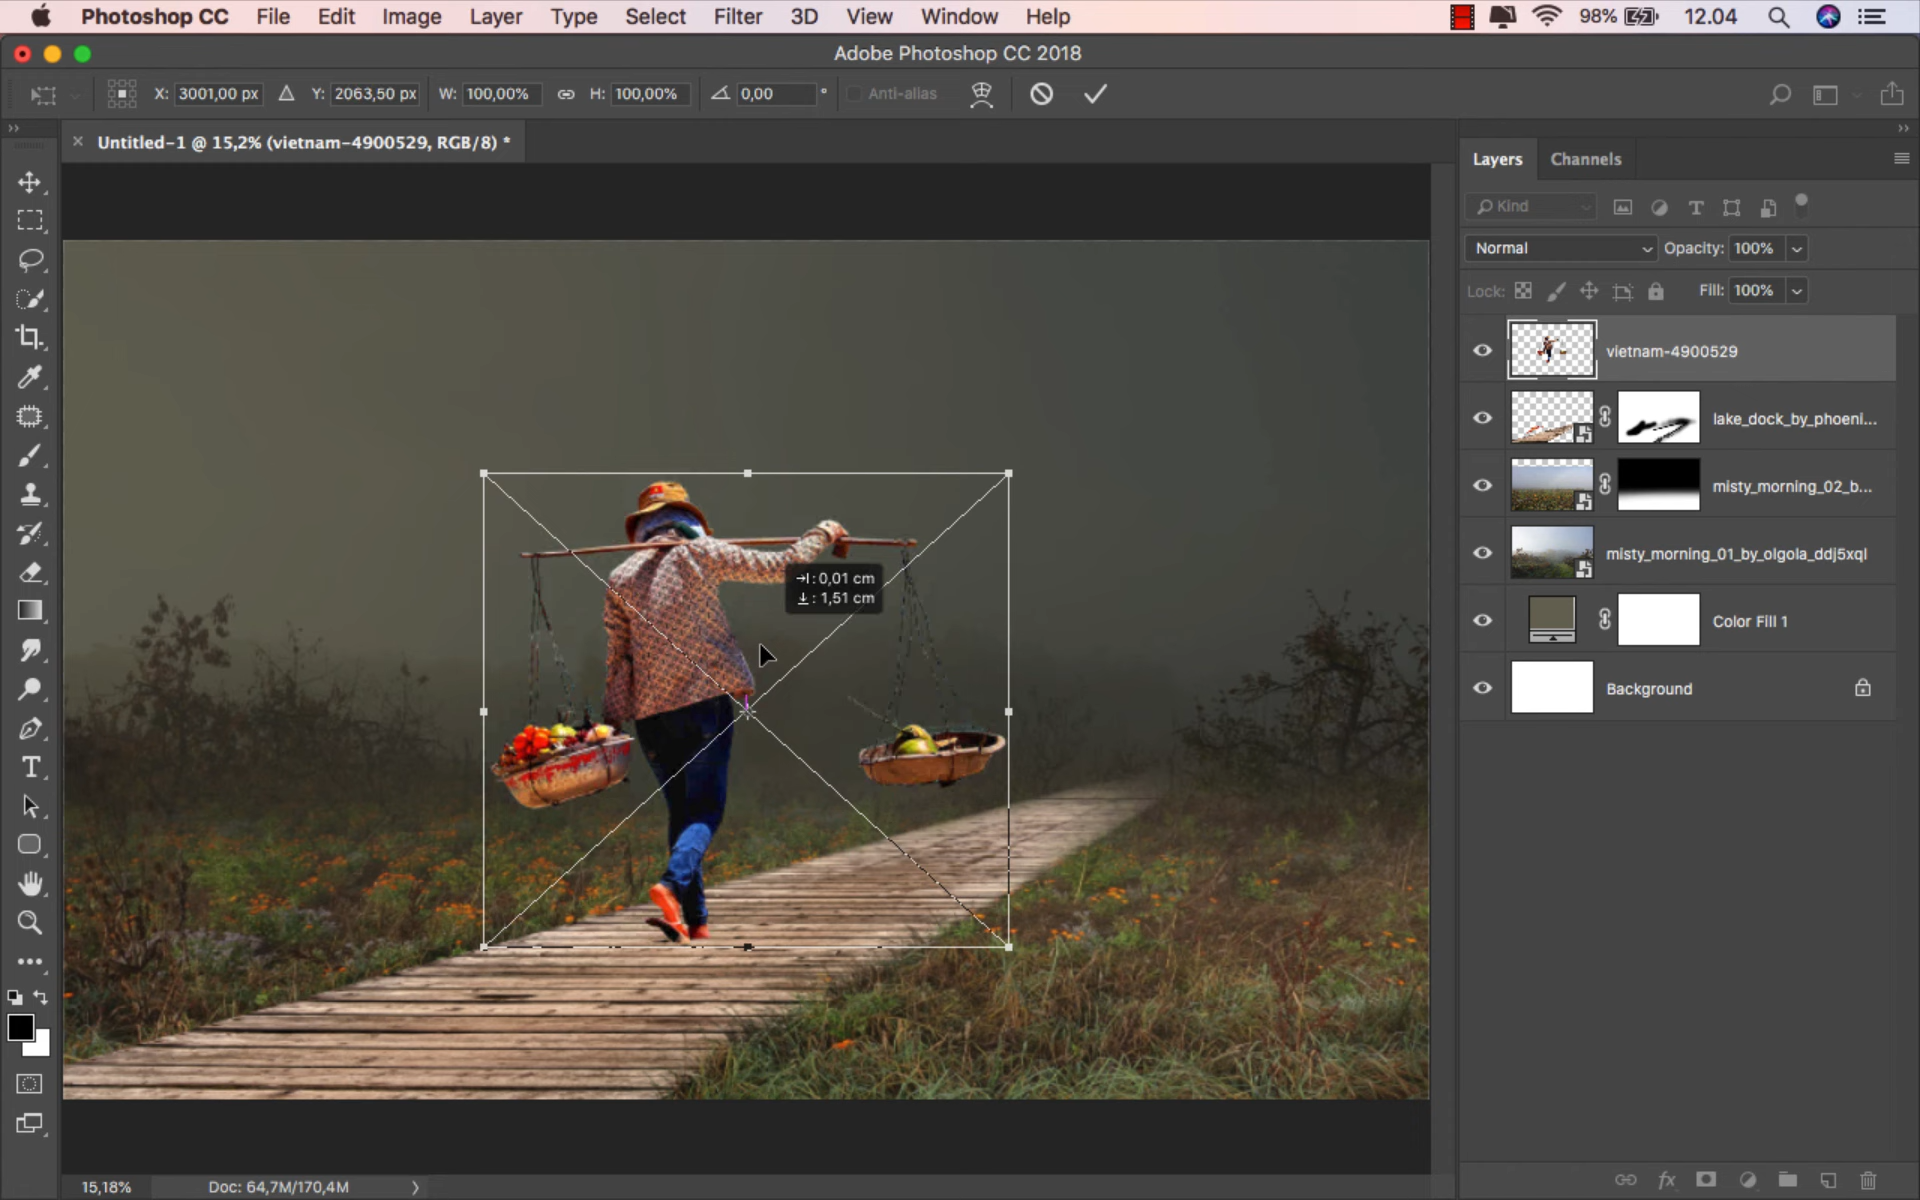 Photoshop CC File Edit Image Layer Type Select Filter 3D View Window Help 98% 12.04
Adobe Photoshop CC 2018
X: 3001,00 px Y: 2063,50 px W: 100,00% H: 100,00% 0,00 ° Anti-alias
× Untitled-1 @ 15,2% (vietnam-4900529, RGB/8) *
Layers Channels
Kind
Normal Opacity: 100%
Lock: Fill: 100%
vietnam-4900529
lake_dock_by_phoeni...
misty_morning_02_b...
misty_morning_01_by_olgola_ddj5xql
Color Fill 1
Background
: 0,01 cm
: 1,51 cm
15,18% Doc: 64,7M/170,4M